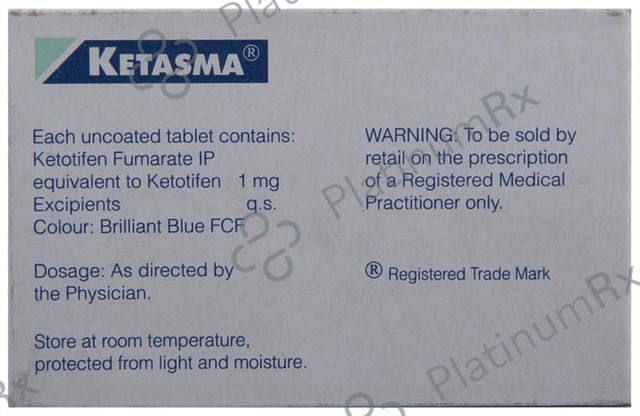 KETASMA®
Each uncoated tablet contains:
Ketotifen Fumarate IP
equivalent to Ketotifen 1 mg
Excipients q.s.
Colour: Brilliant Blue FCF
Dosage: As directed by
the Physician.
Store at room temperature,
protected from light and moisture.
WARNING: To be sold by
retail on the prescription
of a Registered Medical
Practitioner only.
® Registered Trade Mark
PlatinumRx
PlatinumRx
Rx